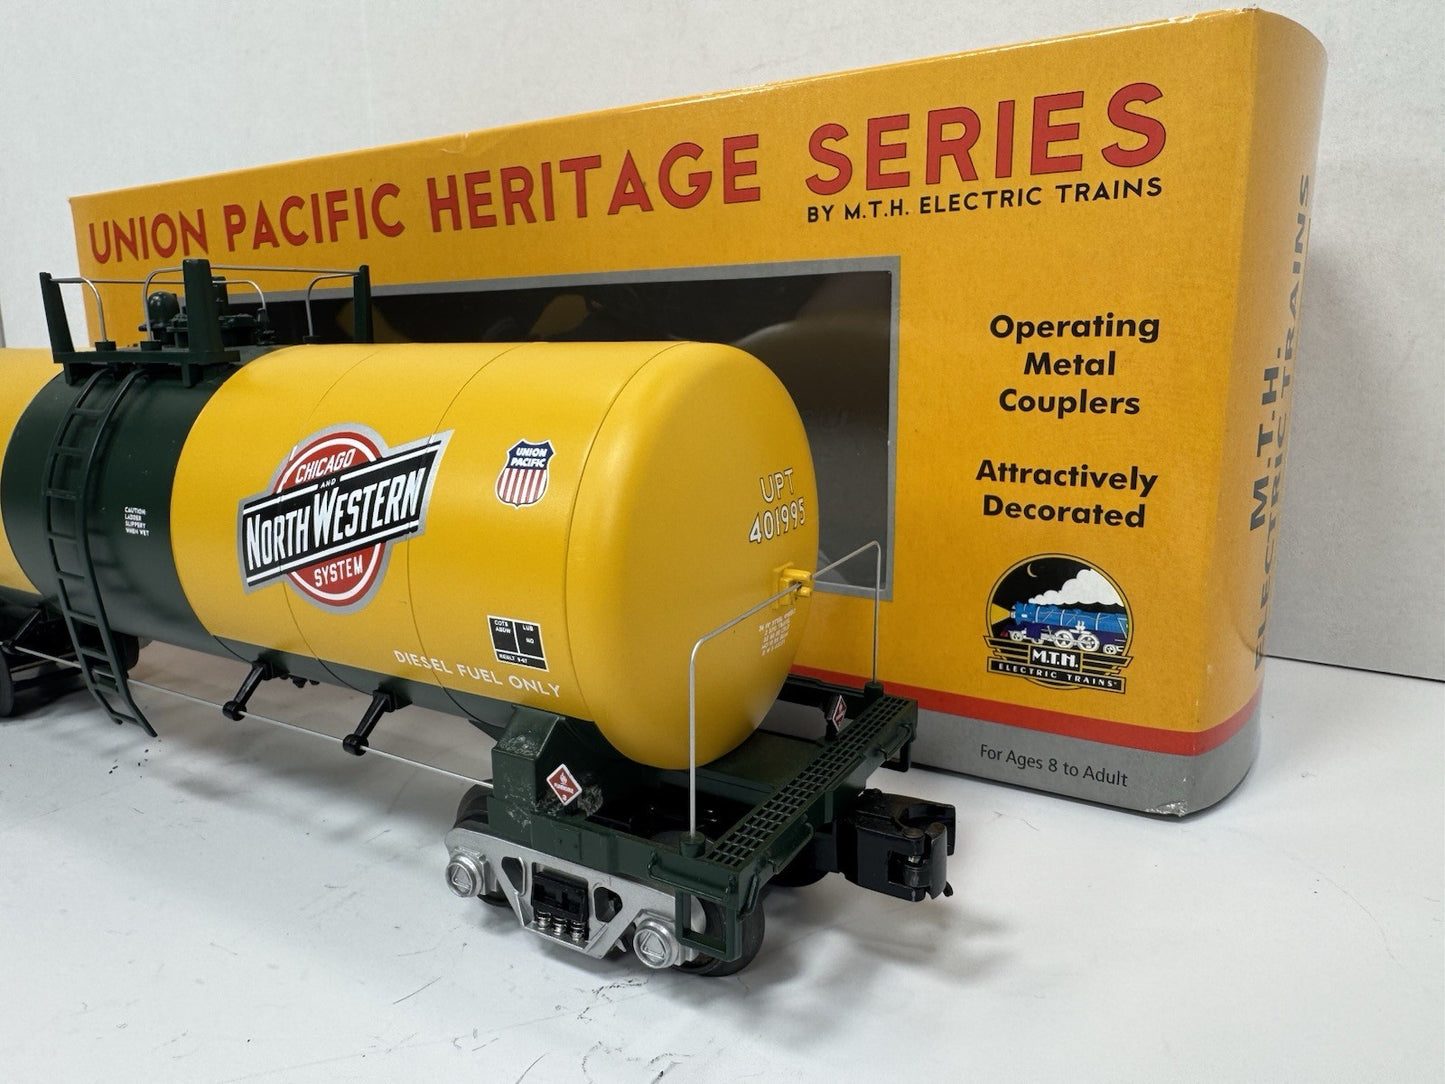 UNION PACIFIC HERITAGE SERIES
BY M.T.H. ELECTRIC TRAINS
Operating
Metal
Couplers
Attractively
Decorated
M.T.H.
ELECTRIC TRAINS
For Ages 8 to Adult
M.T.H.
ELECTRIC TRAINS
CHICAGO
AND
NORTH WESTERN
SYSTEM
UNION
PACIFIC
UPT
401995
CAUTION
LADDER
SLIPPERY
WHEN WET
LUB
NO
DIESEL FUEL ONLY